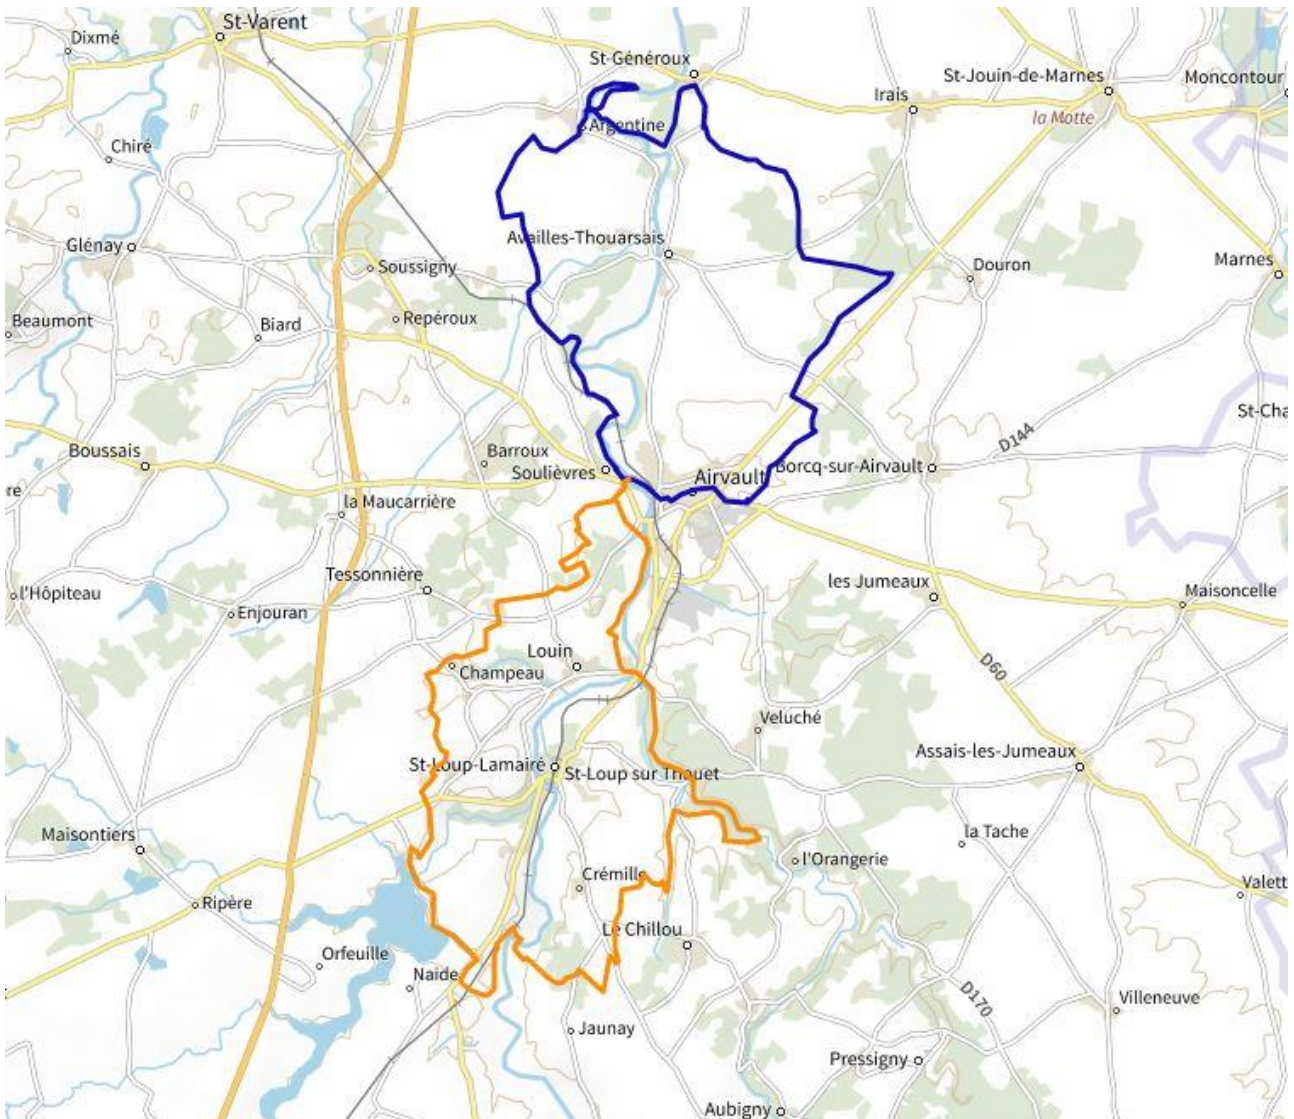 St-Varent
Dixmé
St-Généroux
St-Jouin-de-Marnes
Moncontour
Irais
la Motte
Argentine
Chiré
Glénay
Availles-Thouarsais
Soussigny
Douron
Marnes
Beaumont
Biard
Repéroux
St-Cha
D144
Boussais
Barroux
Soulièvres
Airvault
Borcq-sur-Airvault
re
la Maucarrière
Tessonnière
les Jumeaux
l'Hôpiteau
Enjouran
Maisoncelle
Louin
Champeau
D60
Veluché
St-Loup-Lamairé
St-Loup sur Thouet
Assais-les-Jumeaux
Maisontiers
la Tache
l'Orangerie
Crémille
Valett
Ripère
Le Chillou
Orfeuille
Naide
D170
Villeneuve
Jaunay
Pressigny
Aubigny